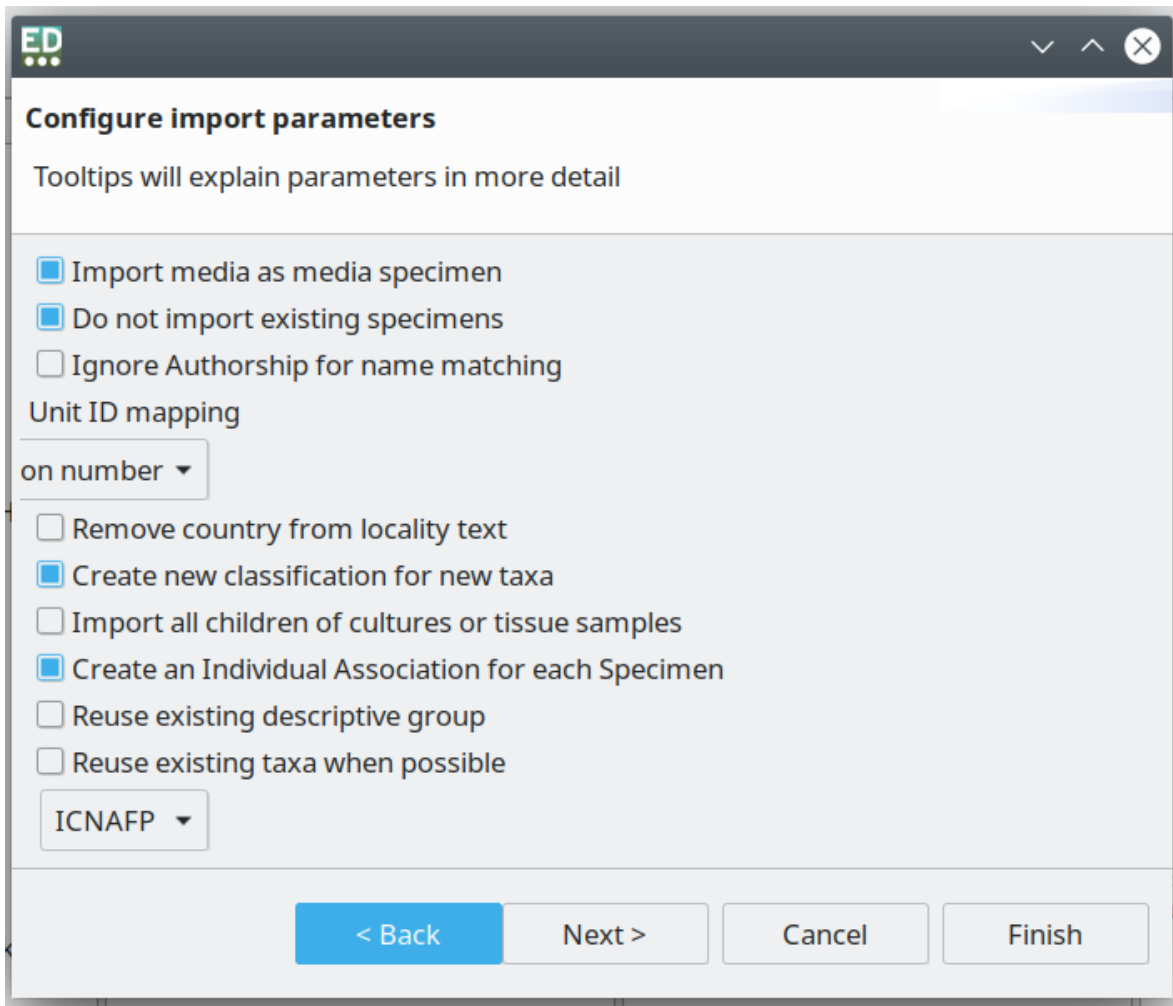 ED
Configure import parameters
Tooltips will explain parameters in more detail
Import media as media specimen
Do not import existing specimens
Ignore Authorship for name matching
Unit ID mapping
on number
Remove country from locality text
Create new classification for new taxa
Import all children of cultures or tissue samples
Create an Individual Association for each Specimen
Reuse existing descriptive group
Reuse existing taxa when possible
ICNAFP
< Back Next > Cancel Finish